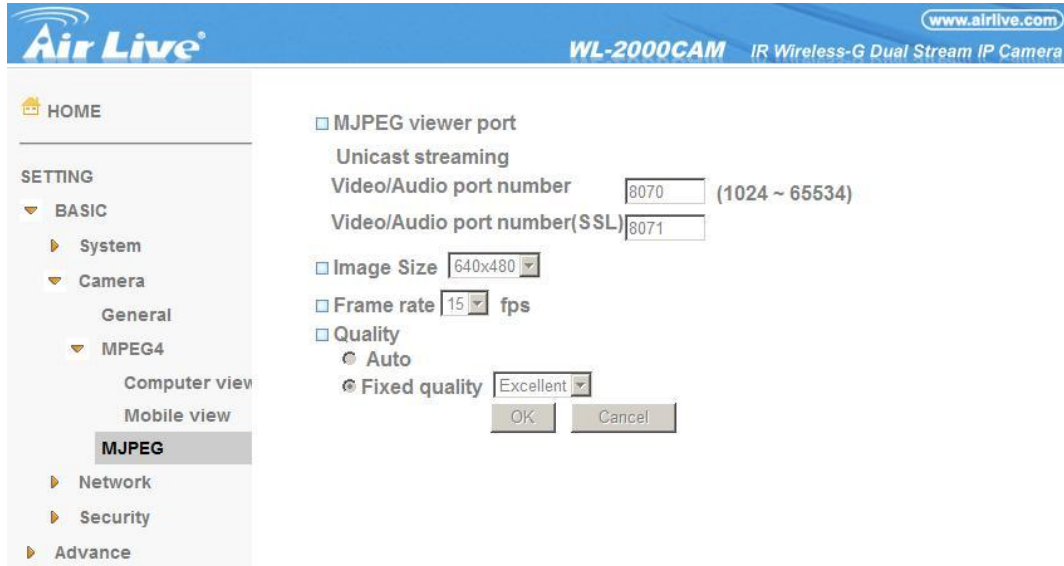 www.airlive.com
Air Live®
WL-2000CAM IR Wireless-G Dual Stream IP Camera
HOME
SETTING
BASIC
System
Camera
General
MPEG4
Computer view
Mobile view
MJPEG
Network
Security
Advance
MJPEG viewer port
Unicast streaming
Video/Audio port number 8070 (1024 ~ 65534)
Video/Audio port number(SSL) 8071
Image Size 640x480
Frame rate 15 fps
Quality
Auto
Fixed quality Excellent
OK Cancel